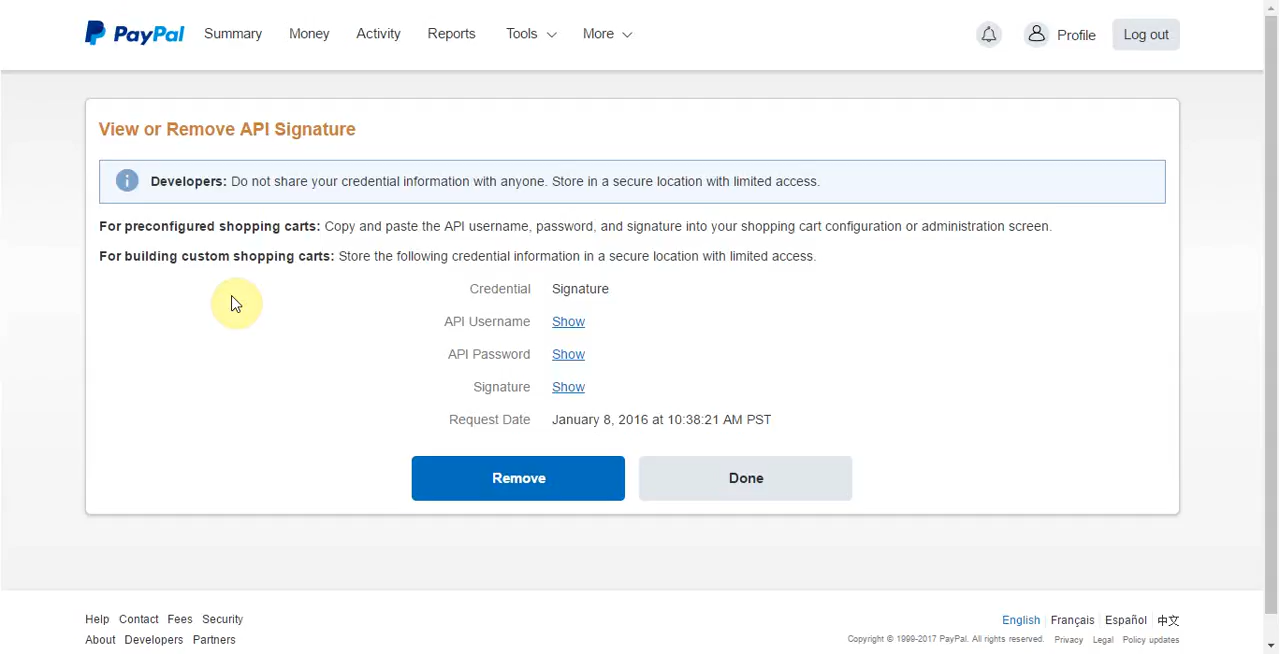 PayPal Summary Money Activity Reports Tools More Profile Log out
View or Remove API Signature
Developers: Do not share your credential information with anyone. Store in a secure location with limited access.
For preconfigured shopping carts: Copy and paste the API username, password, and signature into your shopping cart configuration or administration screen.
For building custom shopping carts: Store the following credential information in a secure location with limited access.
Credential Signature
API Username Show
API Password Show
Signature Show
Request Date January 8, 2016 at 10:38:21 AM PST
Remove Done
Help Contact Fees Security English Français Español 中文
About Developers Partners Copyright © 1999-2017 PayPal. All rights reserved. Privacy Legal Policy updates